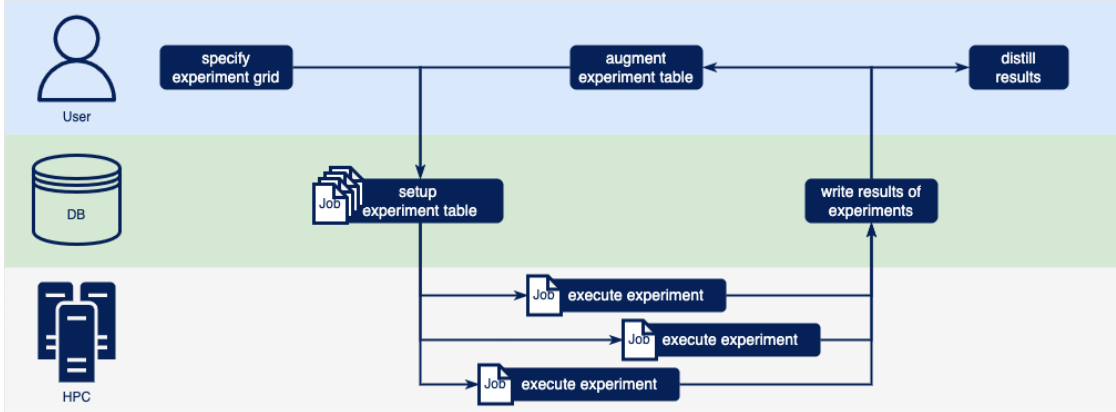 specify
experiment grid
augment
experiment table
distill
results
User
DB
Job
setup
experiment table
write results of
experiments
HPC
Job
execute experiment
Job
execute experiment
Job
execute experiment